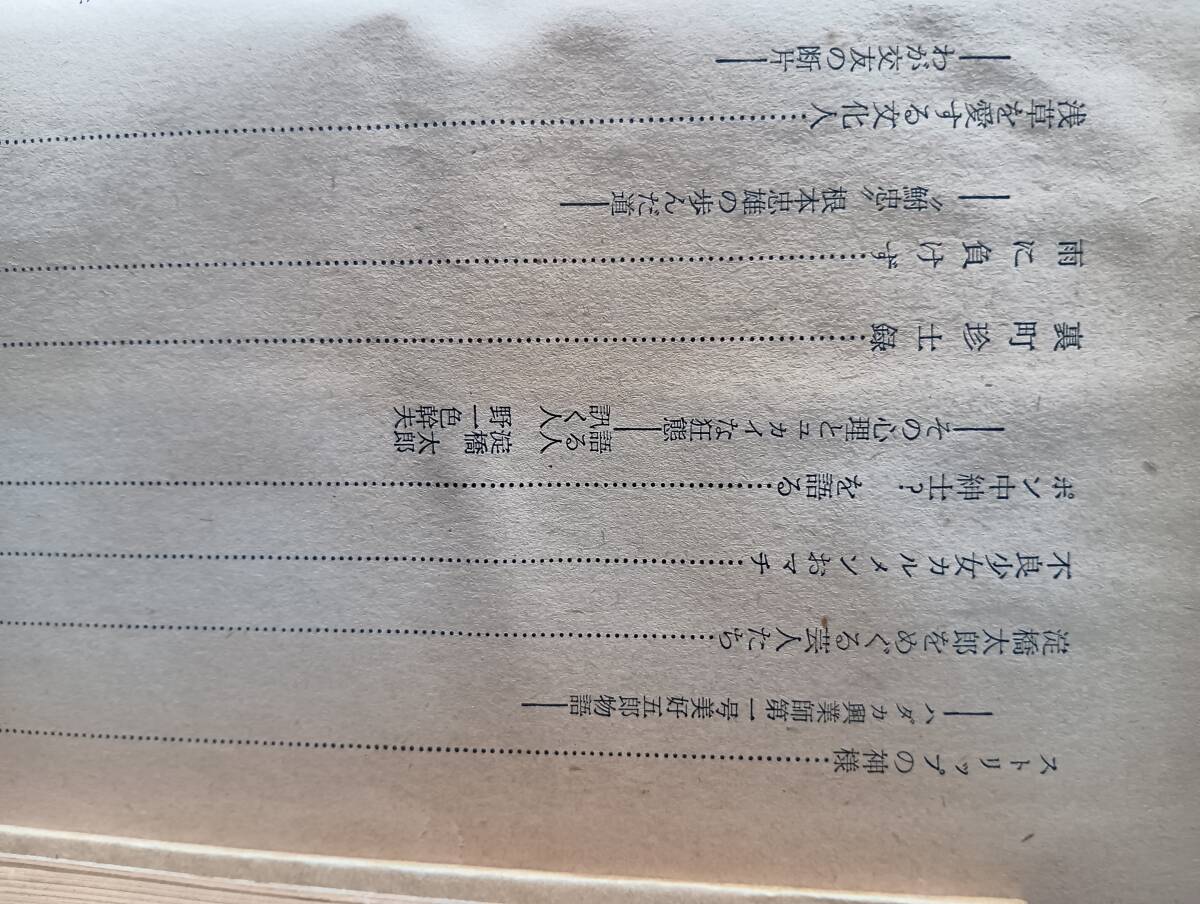 ストリップの神様…………
――ハダカ興業師第一号美好五郎物語――
淀橋太郎をめぐる芸人たち…………
不良少女カルメンおマチ…………
ポン中紳士? を語る…………
――その心理とユカイな狂態――
語る人 淀橋 太郎
訊く人 野一色幹夫
裏町珍士録…………
雨に負けず…………
――〝鮒忠〟根本忠雄の歩んだ道――
浅草を愛する文化人…………
――わが交友の断片――